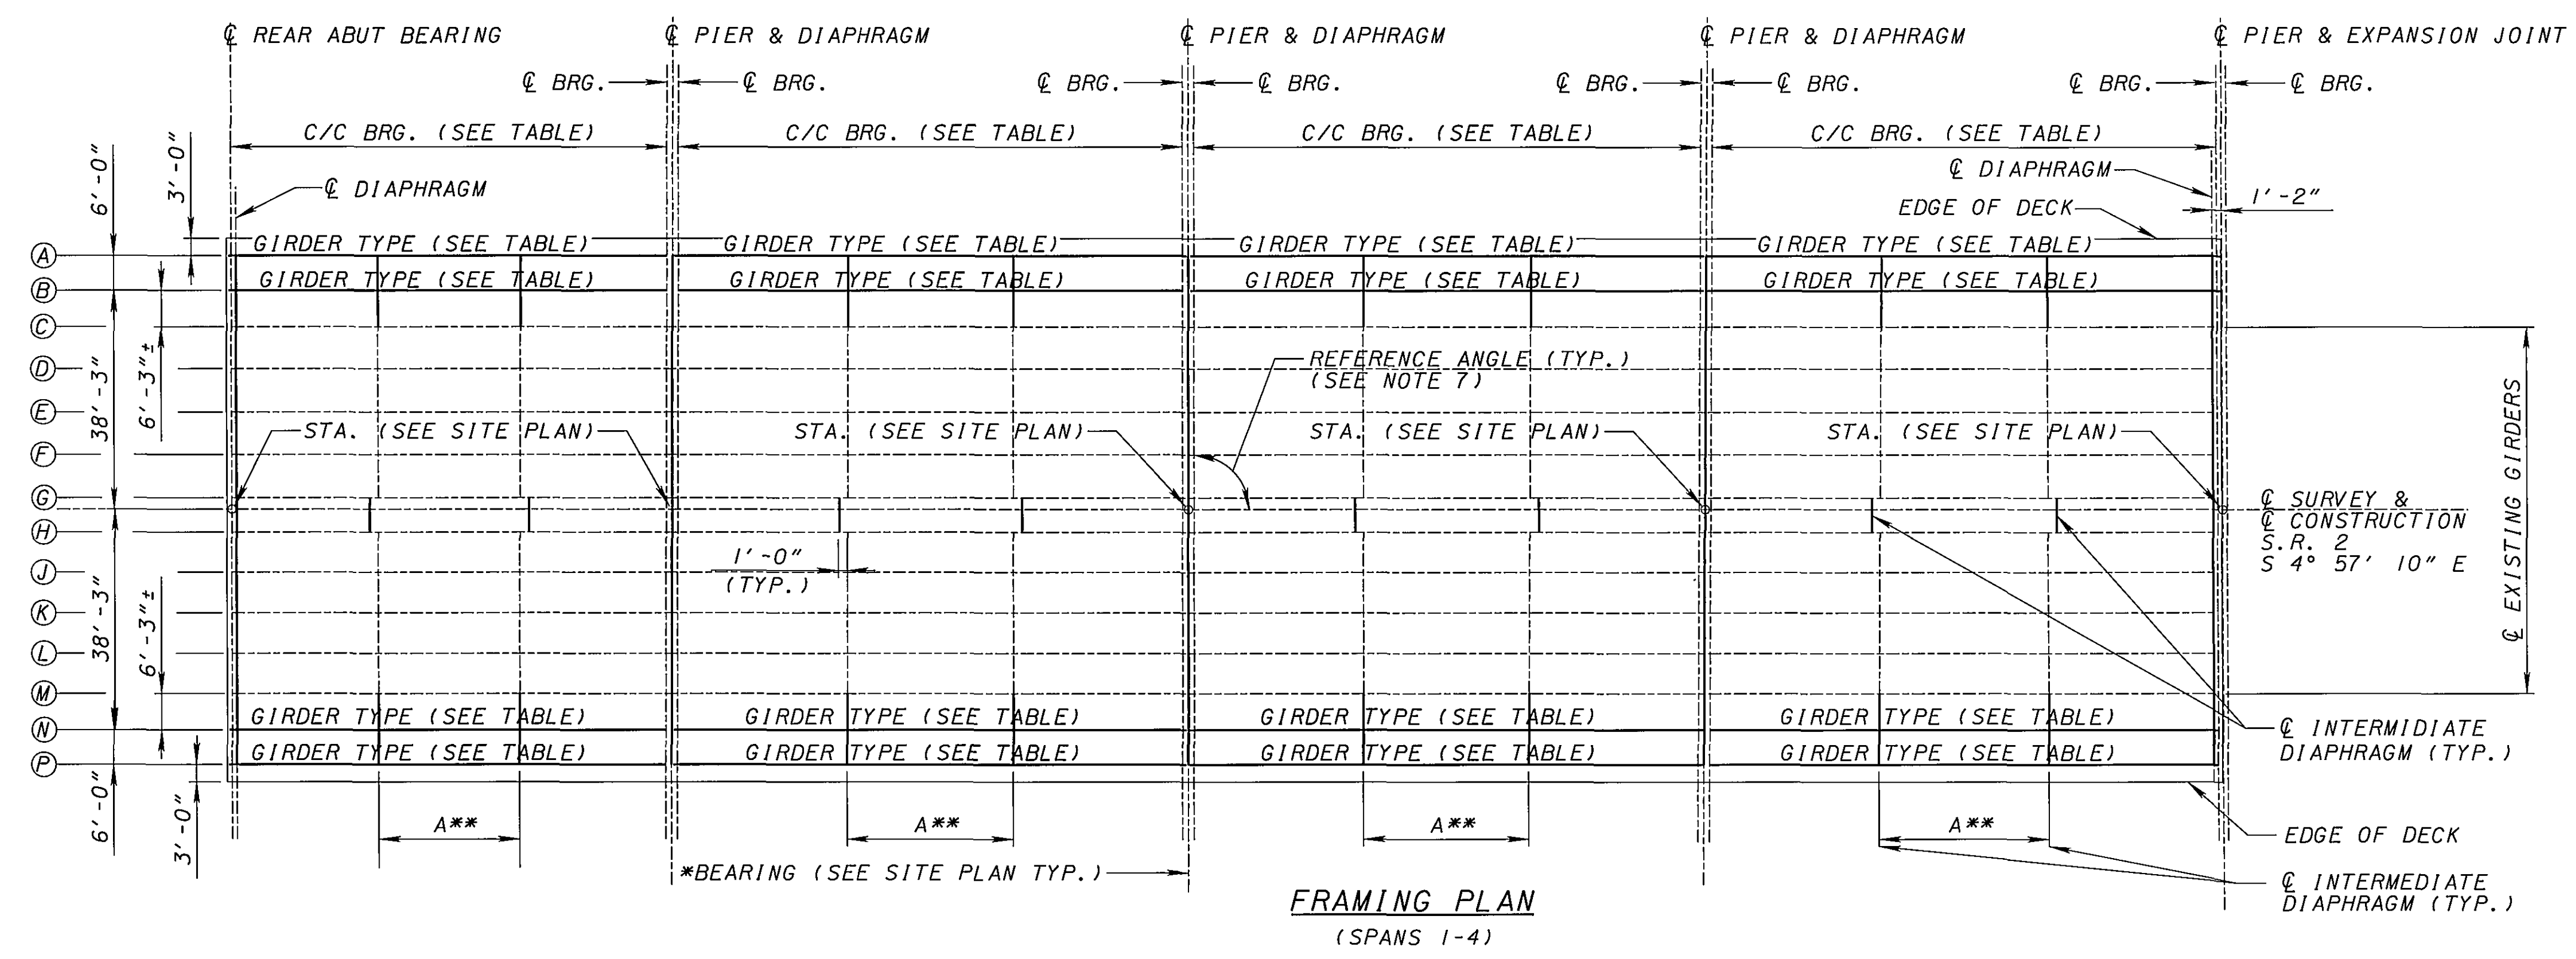 ℄ REAR ABUT BEARING
℄ PIER & DIAPHRAGM
℄ PIER & DIAPHRAGM
℄ PIER & DIAPHRAGM
℄ PIER & EXPANSION JOINT
℄ BRG.
℄ BRG.
℄ BRG.
℄ BRG.
℄ BRG.
℄ BRG.
℄ BRG.
℄ BRG.
C/C BRG. (SEE TABLE)
C/C BRG. (SEE TABLE)
C/C BRG. (SEE TABLE)
C/C BRG. (SEE TABLE)
6'-0"
3'-0"
℄ DIAPHRAGM
℄ DIAPHRAGM
1'-2"
EDGE OF DECK
GIRDER TYPE (SEE TABLE)
GIRDER TYPE (SEE TABLE)
GIRDER TYPE (SEE TABLE)
GIRDER TYPE (SEE TABLE)
A
GIRDER TYPE (SEE TABLE)
GIRDER TYPE (SEE TABLE)
GIRDER TYPE (SEE TABLE)
GIRDER TYPE (SEE TABLE)
B
C
D
E
F
G
H
J
K
L
M
N
P
38'-3"
6'-3"±
REFERENCE ANGLE (TYP.)
(SEE NOTE 7)
STA. (SEE SITE PLAN)
STA. (SEE SITE PLAN)
STA. (SEE SITE PLAN)
STA. (SEE SITE PLAN)
℄ EXISTING GIRDERS
℄ SURVEY &
℄ CONSTRUCTION
S.R. 2
S 4° 57' 10" E
1'-0"
(TYP.)
38'-3"
6'-3"±
GIRDER TYPE (SEE TABLE)
GIRDER TYPE (SEE TABLE)
GIRDER TYPE (SEE TABLE)
GIRDER TYPE (SEE TABLE)
GIRDER TYPE (SEE TABLE)
GIRDER TYPE (SEE TABLE)
GIRDER TYPE (SEE TABLE)
GIRDER TYPE (SEE TABLE)
℄ INTERMIDIATE
DIAPHRAGM (TYP.)
6'-0"
3'-0"
A**
A**
A**
A**
EDGE OF DECK
*BEARING (SEE SITE PLAN TYP.)
℄ INTERMEDIATE
DIAPHRAGM (TYP.)
FRAMING PLAN
(SPANS 1-4)